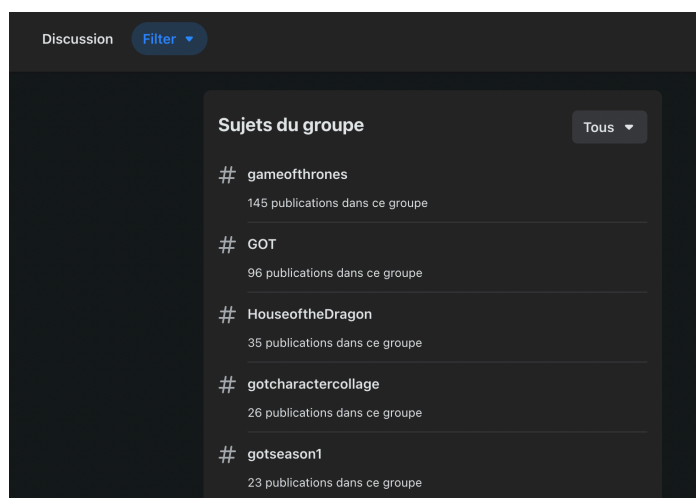 Discussion Filter
Sujets du groupe Tous
# gameofthrones
145 publications dans ce groupe
# GOT
96 publications dans ce groupe
# HouseoftheDragon
35 publications dans ce groupe
# gotcharactercollage
26 publications dans ce groupe
# gotseason1
23 publications dans ce groupe